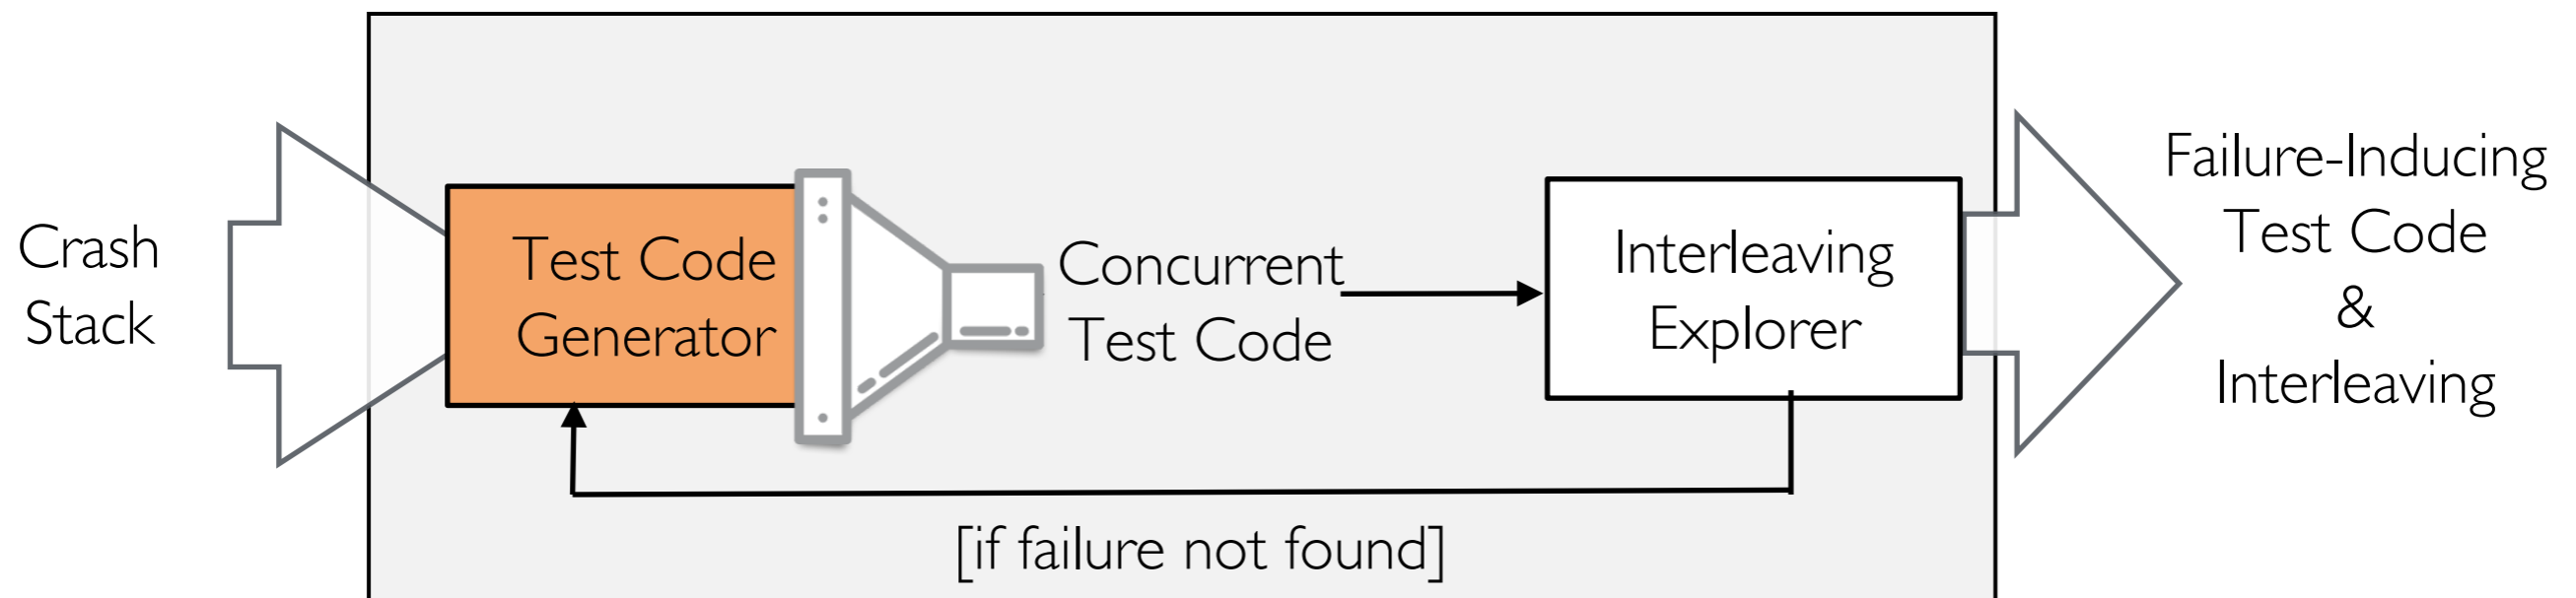 Crash
Stack
Test Code
Generator
Concurrent
Test Code
Interleaving
Explorer
Failure-Inducing
Test Code
&
Interleaving
[if failure not found]